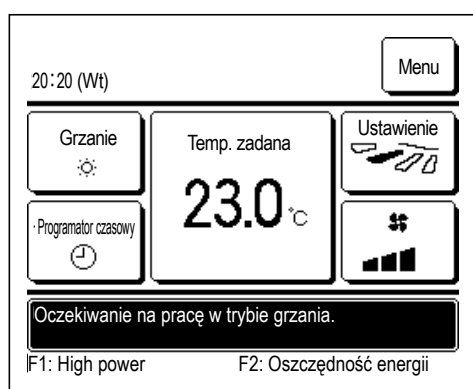 Menu
20:20 (Wt)
Grzanie
Temp. zadana
Ustawienie
23.0 °C
· Programator czasowy
Oczekiwanie na pracę w trybie grzania.
F1: High power F2: Oszczędność energii